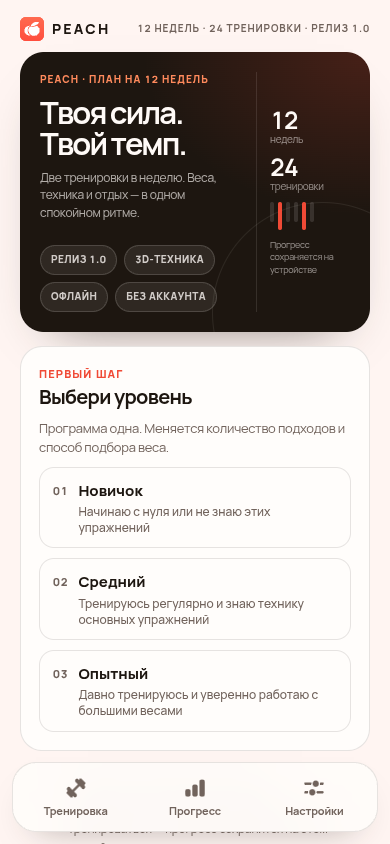 PEACH
12 НЕДЕЛЬ · 24 ТРЕНИРОВКИ · РЕЛИЗ 1.0
PEACH · ПЛАН НА 12 НЕДЕЛЬ
Твоя сила.
Твой темп.
Две тренировки в неделю. Веса,
техника и отдых — в одном
спокойном ритме.
РЕЛИЗ 1.0
3D-ТЕХНИКА
ОФЛАЙН
БЕЗ АККАУНТА
12
недель
24
тренировки
Прогресс
сохраняется на
устройстве
ПЕРВЫЙ ШАГ
Выбери уровень
Программа одна. Меняется количество подходов и
способ подбора веса.
01 Новичок
Начинаю с нуля или не знаю этих
упражнений
02 Средний
Тренируюсь регулярно и знаю технику
основных упражнений
03 Опытный
Давно тренируюсь и уверенно работаю с
большими весами
Тренировка
Прогресс
Настройки